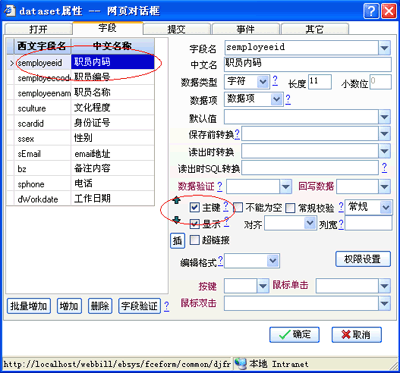 dataset属性 -- 网页对话框
打开 字段 提交 事件 其它
西文字段名 中文名称
semployeeid 职员内码
semployeecod 职员编号
semployeenam 职员名称
sculture 文化程度
scardid 身份证号
ssex 性别
sEmail email地址
bz 备注内容
sphone 电话
dWorkdate 工作日期
批量增加 增加 删除 字段验证 ?
字段名 semployeeid
中文名 职员内码
数据类型 字符 ? 长度 11 小数位 0
数据项 数据项
默认值
保存前转换 ?
读出时转换
读出时SQL转换 ?
数据验证 ? 回写数据 ?
主键 ? 不能为空 常规校验 ? 常规
显示 ? 对齐 列宽 ?
插 超链接
编辑格式 ? 权限设置
按键 鼠标单击
鼠标双击
确定 取消
http://localhost/webbill/ebsys/fceform/common/djfr 本地 Intranet